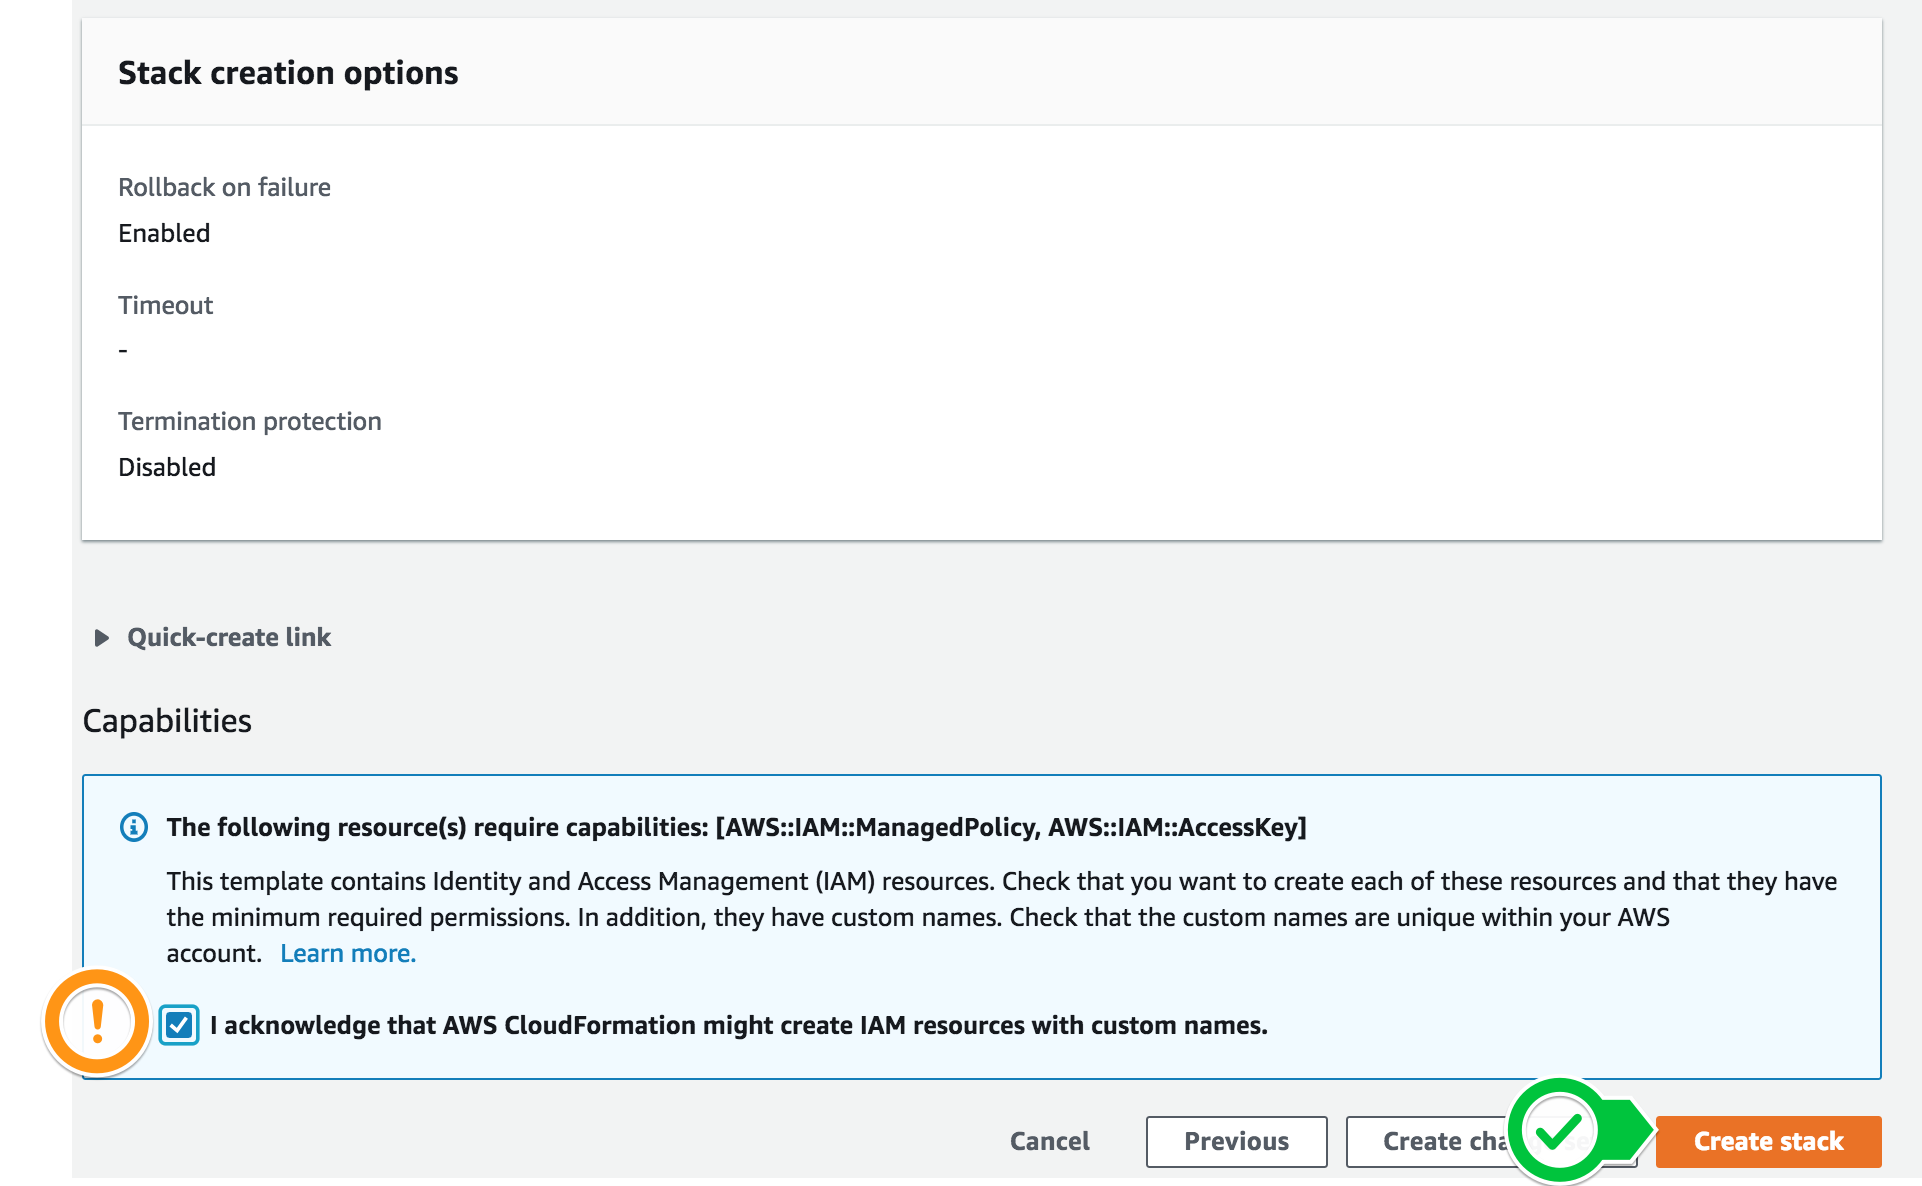 Stack creation options
Rollback on failure
Enabled
Timeout
-
Termination protection
Disabled
Quick-create link
Capabilities
The following resource(s) require capabilities: [AWS::IAM::ManagedPolicy, AWS::IAM::AccessKey]
This template contains Identity and Access Management (IAM) resources. Check that you want to create each of these resources and that they have
the minimum required permissions. In addition, they have custom names. Check that the custom names are unique within your AWS
account. Learn more.
! I acknowledge that AWS CloudFormation might create IAM resources with custom names.
Cancel Previous Create Create stack